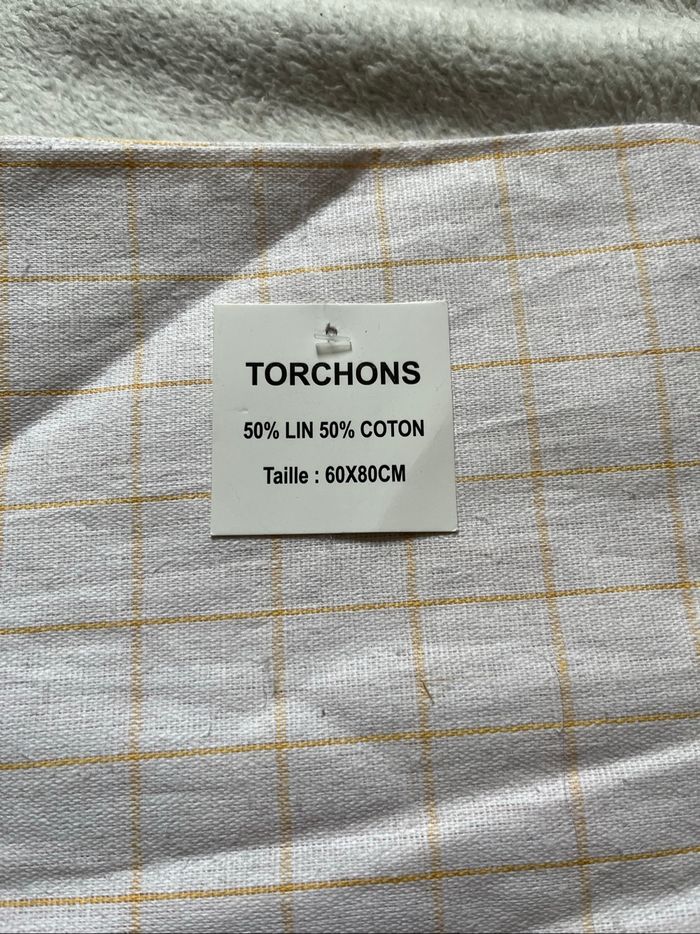 TORCHONS
50% LIN 50% COTON
Taille : 60X80CM